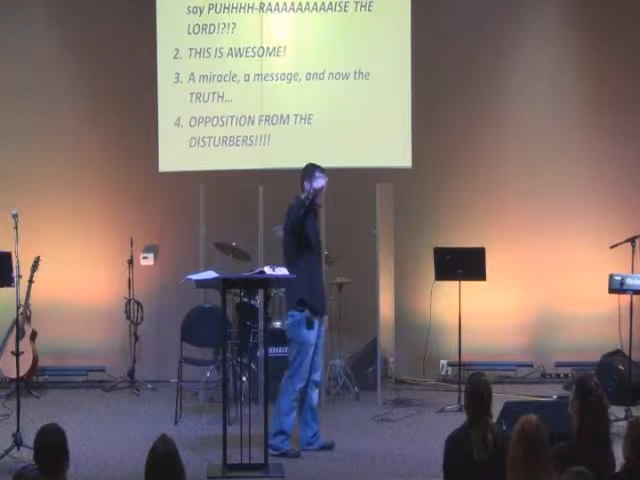 say PUHHHH-RAAAAAAAAAISE THE
LORD!?!?
2. THIS IS AWESOME!
3. A miracle, a message, and now the
TRUTH...
4. OPPOSITION FROM THE
DISTURBERS!!!!